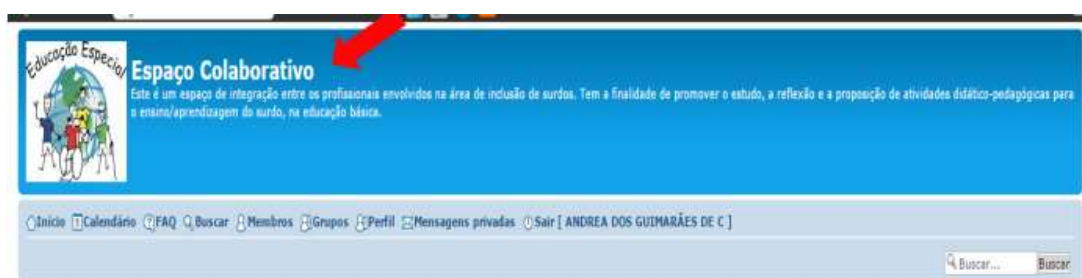 Educação Especial
Espaço Colaborativo
Este é um espaço de integração entre os profissionais envolvidos na área de inclusão de surdos. Tem a finalidade de promover o estudo, a reflexão e a proposição de atividades didático-pedagógicas para
o ensino/aprendizagem do surdo, na educação básica.
Início Calendário FAQ Buscar Membros Grupos Perfil Mensagens privadas Sair [ ANDREA DOS GUIMARÃES DE C ]
Buscar... Buscar